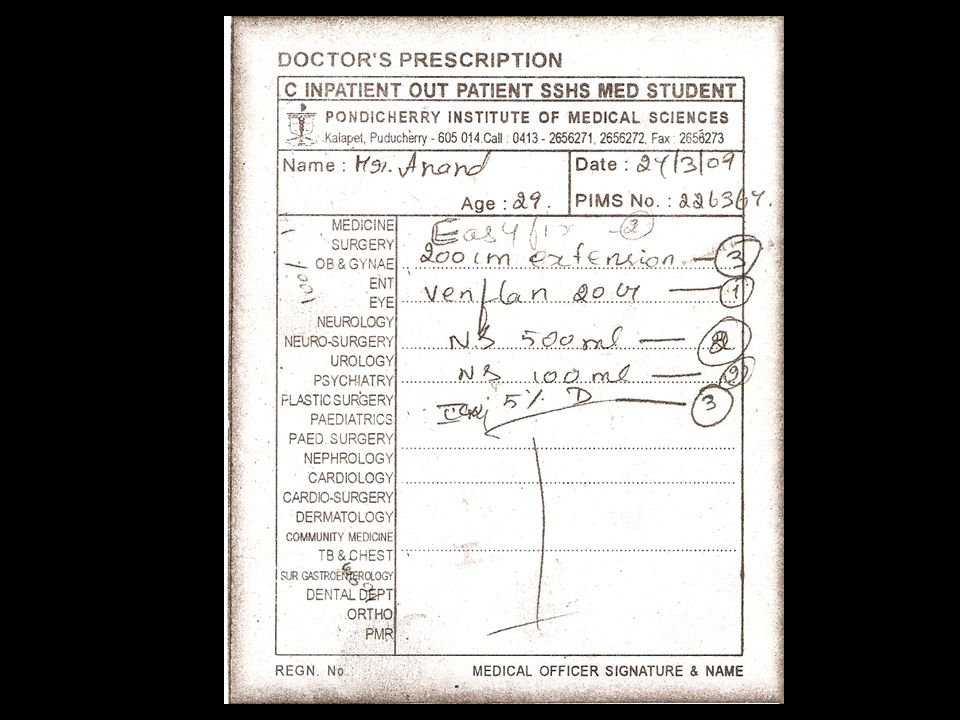 DOCTOR'S PRESCRIPTION
C INPATIENT OUT PATIENT SSHS MED STUDENT
PONDICHERRY INSTITUTE OF MEDICAL SCIENCES
Kalapet, Puducherry - 605 014.Call : 0413 - 2656271, 2656272, Fax : 2656273
Name : Mr. Anand
Date : 24/3/09
Age : 29.
PIMS No. : 226367.
MEDICINE
SURGERY
OB & GYNAE
ENT
EYE
NEUROLOGY
NEURO-SURGERY
UROLOGY
PSYCHIATRY
PLASTIC SURGERY
PAEDIATRICS
PAED. SURGERY
NEPHROLOGY
CARDIOLOGY
CARDIO-SURGERY
DERMATOLOGY
COMMUNITY MEDICINE
TB & CHEST
SUR GASTROENTEROLOGY
DENTAL DEPT
ORTHO
PMR
Easy fix - 2
200 cm extension - 3
Venflan 20 G - 1
NS 500 ml -
NS 100 ml -
5% D - 3
REGN. No.
MEDICAL OFFICER SIGNATURE & NAME